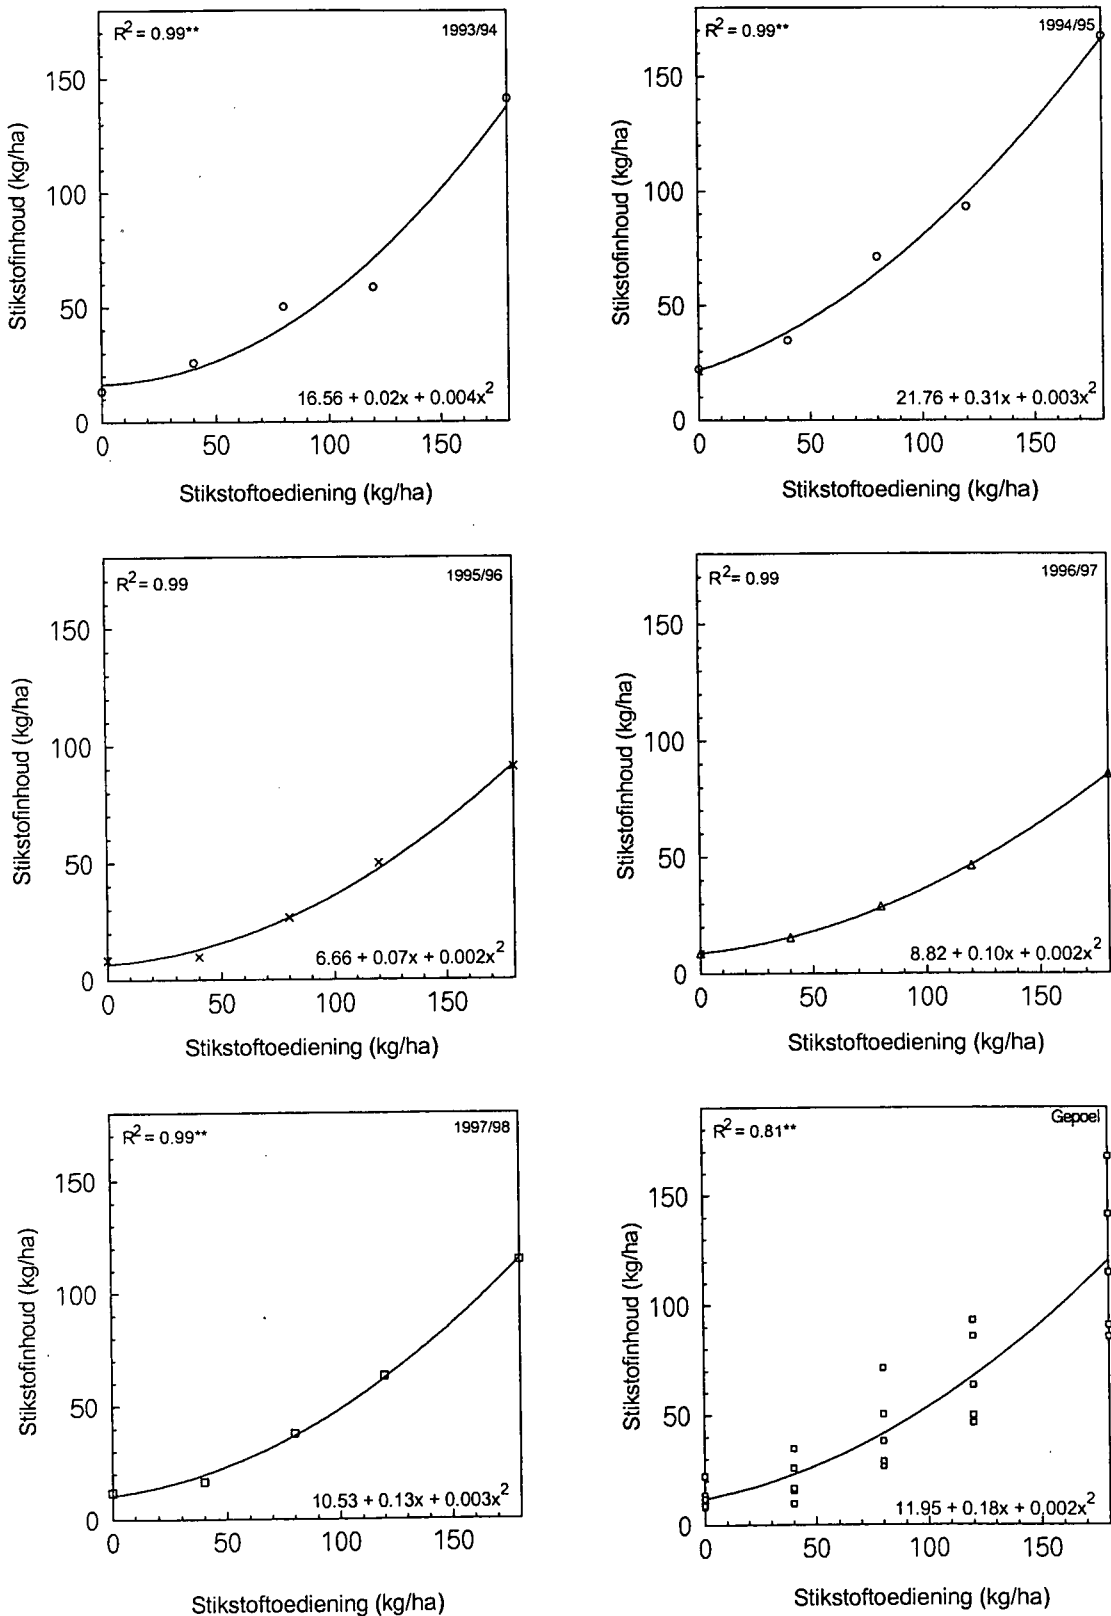 R² = 0.99**
1993/94
150
100
50
0
Stikstofinhoud (kg/ha)
16.56 + 0.02x + 0.004x²
0 50 100 150
Stikstoftoediening (kg/ha)
R² = 0.99**
1994/95
150
100
50
0
Stikstofinhoud (kg/ha)
21.76 + 0.31x + 0.003x²
0 50 100 150
Stikstoftoediening (kg/ha)
R² = 0.99
1995/96
150
100
50
0
Stikstofinhoud (kg/ha)
6.66 + 0.07x + 0.002x²
0 50 100 150
Stikstoftoediening (kg/ha)
R² = 0.99
1996/97
150
100
50
0
Stikstofinhoud (kg/ha)
8.82 + 0.10x + 0.002x²
0 50 100 150
Stikstoftoediening (kg/ha)
R² = 0.99**
1997/98
150
100
50
0
Stikstofinhoud (kg/ha)
10.53 + 0.13x + 0.003x²
0 50 100 150
Stikstoftoediening (kg/ha)
R² = 0.81**
Gepoel
150
100
50
0
Stikstofinhoud (kg/ha)
11.95 + 0.18x + 0.002x²
0 50 100 150
Stikstoftoediening (kg/ha)